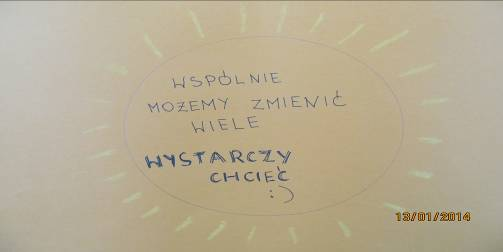 WSPÓLNIE
MOŻEMY ZMIENIĆ
WIELE
WYSTARCZY
CHCIEĆ
:)
13/01/2014